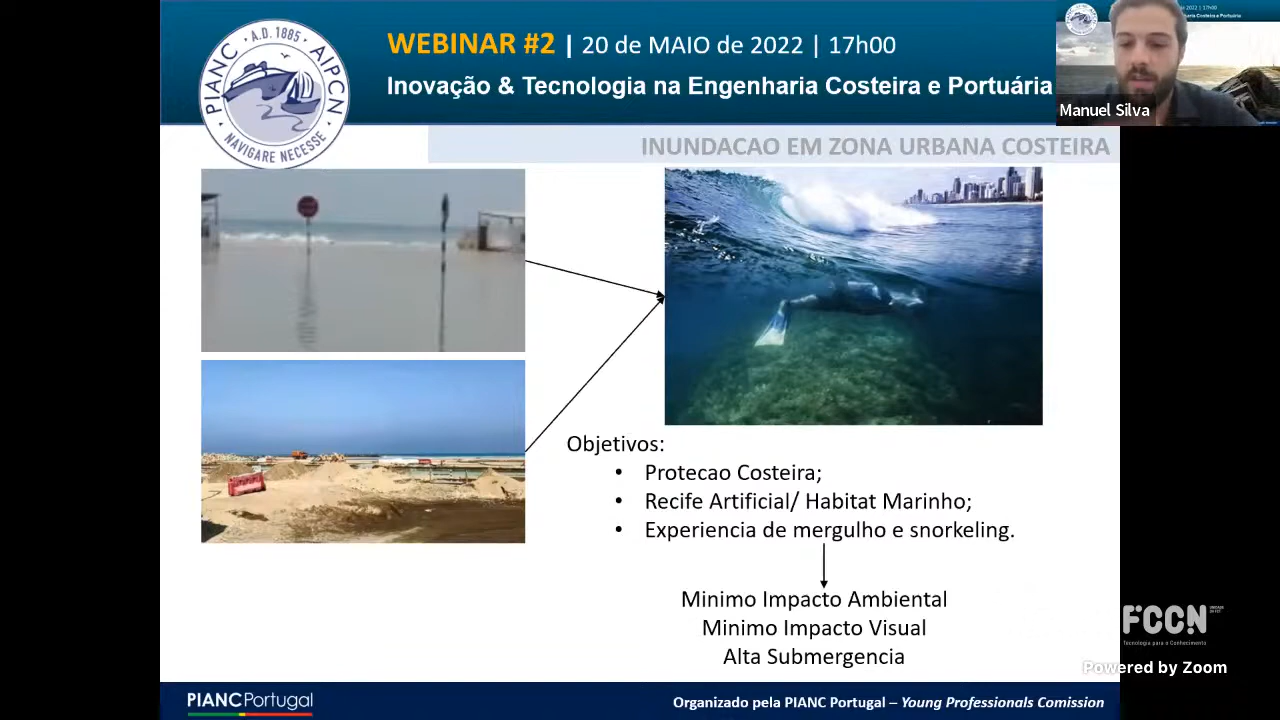 WEBINAR #2 | 20 de MAIO de 2022 | 17h00
Inovação & Tecnologia na Engenharia Costeira e Portuária
PIANC · A.D. 1885 · AIPCN
NAVIGARE NECESSE
Manuel Silva
INUNDACAO EM ZONA URBANA COSTEIRA
Objetivos:
• Protecao Costeira;
• Recife Artificial/ Habitat Marinho;
• Experiencia de mergulho e snorkeling.
Minimo Impacto Ambiental
Minimo Impacto Visual
Alta Submergencia
FCCN
Tecnologia para o Conhecimento
Powered by Zoom
PIANC Portugal
Organizado pela PIANC Portugal – Young Professionals Comission